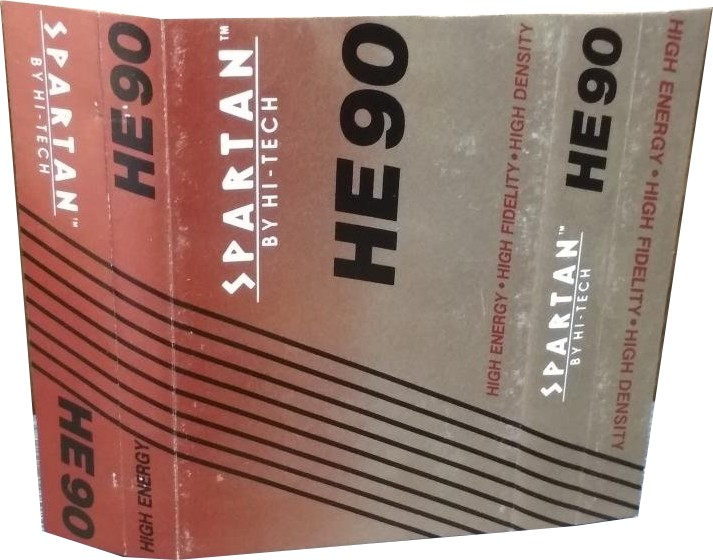 SPARTAN™
BY HI-TECH
HE90
HE90
HIGH ENERGY
SPARTAN™
BY HI-TECH
HE90
HIGH ENERGY • HIGH FIDELITY • HIGH DENSITY
SPARTAN™
BY HI-TECH
HE90
HIGH ENERGY • HIGH FIDELITY • HIGH DENSITY